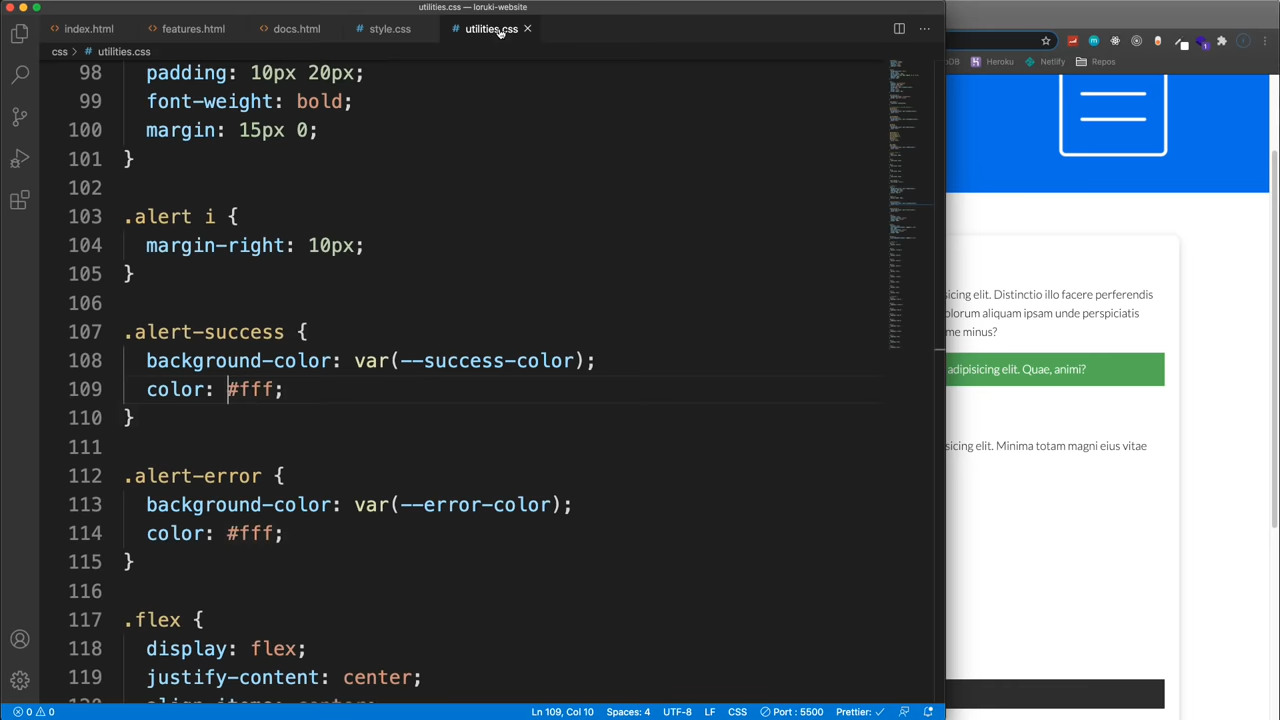 utilities.css — loruki-website
index.html features.html docs.html # style.css # utilities.css
css > # utilities.css
98 padding: 10px 20px;
99 font-weight: bold;
100 margin: 15px 0;
101 }
102
103 .alert i {
104 margin-right: 10px;
105 }
106
107 .alert-success {
108 background-color: var(--success-color);
109 color: #fff;
110 }
111
112 .alert-error {
113 background-color: var(--error-color);
114 color: #fff;
115 }
116
117 .flex {
118 display: flex;
119 justify-content: center;
0 0 Ln 109, Col 10 Spaces: 4 UTF-8 LF CSS Port : 5500 Prettier:
DB Heroku Netlify Repos
sicing elit. Distinctio illo facere perferendis
olorum aliquam ipsam unde perspiciatis
me minus?
adipisicing elit. Quae, animi?
sicing elit. Minima totam magni eius vitae